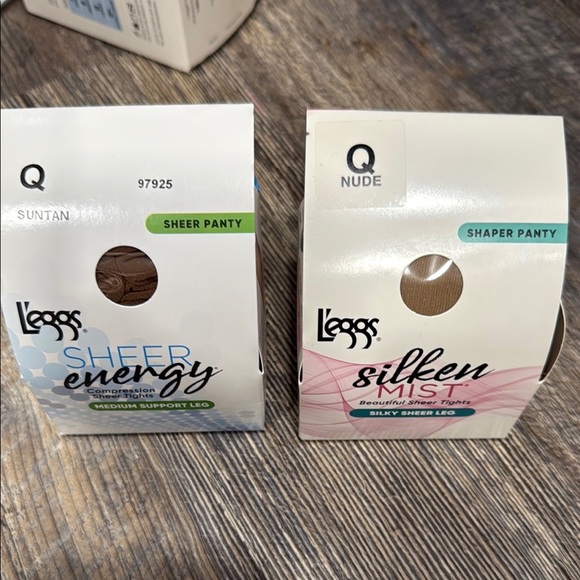 Q
97925
SUNTAN
SHEER PANTY
L'eggs®
SHEER
energy
Compression
Sheer Tights
MEDIUM SUPPORT LEG
Q
NUDE
SHAPER PANTY
L'eggs®
silken
MIST
Beautiful Sheer Tights
SILKY SHEER LEG